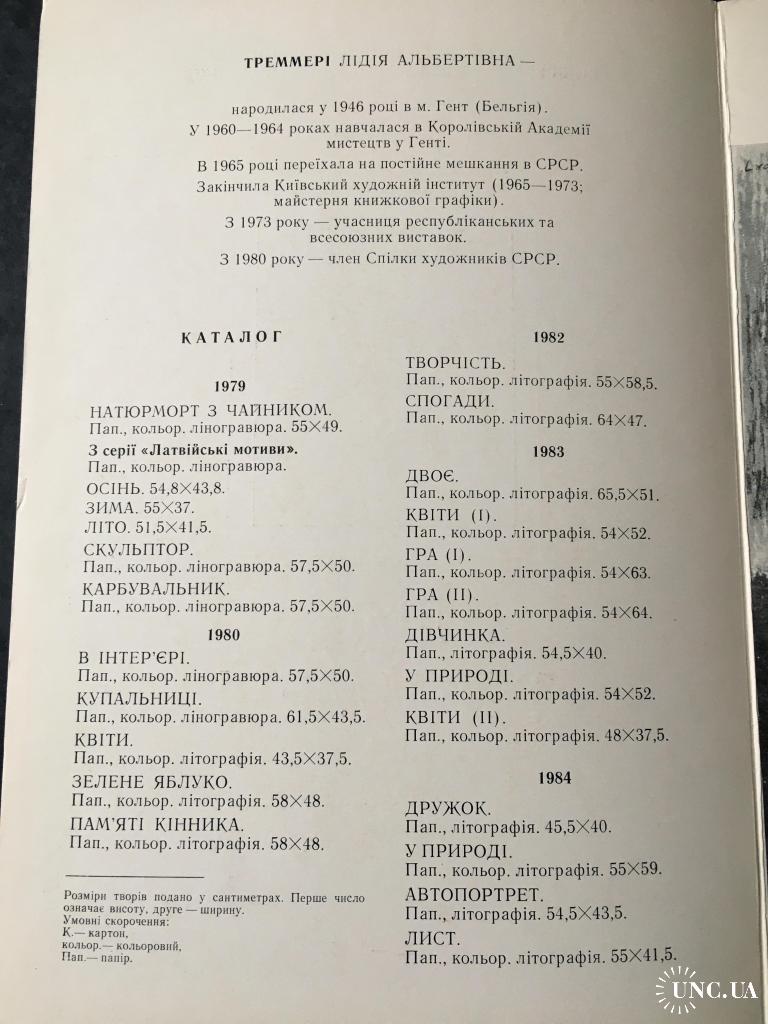 ТРЕММЕРІ ЛІДІЯ АЛЬБЕРТІВНА —
народилася у 1946 році в м. Гент (Бельгія).
У 1960—1964 роках навчалася в Королівській Академії
мистецтв у Генті.
В 1965 році переїхала на постійне мешкання в СРСР.
Закінчила Київський художній інститут (1965—1973;
майстерня книжкової графіки).
З 1973 року — учасниця республіканських та
всесоюзних виставок.
З 1980 року — член Спілки художників СРСР.
КАТАЛОГ
1979
НАТЮРМОРТ З ЧАЙНИКОМ.
Пап., кольор. ліногравюра. 55×49.
З серії «Латвійські мотиви».
Пап., кольор. ліногравюра.
ОСІНЬ. 54,8×43,8.
ЗИМА. 55×37.
ЛІТО. 51,5×41,5.
СКУЛЬПТОР.
Пап., кольор. ліногравюра. 57,5×50.
КАРБУВАЛЬНИК.
Пап., кольор. ліногравюра. 57,5×50.
1980
В ІНТЕР'ЄРІ.
Пап., кольор. ліногравюра. 57,5×50.
КУПАЛЬНИЦІ.
Пап., кольор. ліногравюра. 61,5×43,5.
КВІТИ.
Пап., кольор. літографія. 43,5×37,5.
ЗЕЛЕНЕ ЯБЛУКО.
Пап., кольор. літографія. 58×48.
ПАМ'ЯТІ КІННИКА.
Пап., кольор. літографія. 58×48.
Розміри творів подано у сантиметрах. Перше число
означає висоту, друге — ширину.
Умовні скорочення:
К.— картон,
кольор.— кольоровий,
Пап.— папір.
1982
ТВОРЧІСТЬ.
Пап., кольор. літографія. 55×58,5.
СПОГАДИ.
Пап., кольор. літографія. 64×47.
1983
ДВОЄ.
Пап., кольор. літографія. 65,5×51.
КВІТИ (I).
Пап., кольор. літографія. 54×52.
ГРА (I).
Пап., кольор. літографія. 54×63.
ГРА (II).
Пап., кольор. літографія. 54×64.
ДІВЧИНКА.
Пап., літографія. 54,5×40.
У ПРИРОДІ.
Пап., кольор. літографія. 54×52.
КВІТИ (II).
Пап., кольор. літографія. 48×37,5.
1984
ДРУЖОК.
Пап., літографія. 45,5×40.
У ПРИРОДІ.
Пап., кольор. літографія. 55×59.
АВТОПОРТРЕТ.
Пап., літографія. 54,5×43,5.
ЛИСТ.
Пап., кольор. літографія. 55×41,5.
UNC.UA